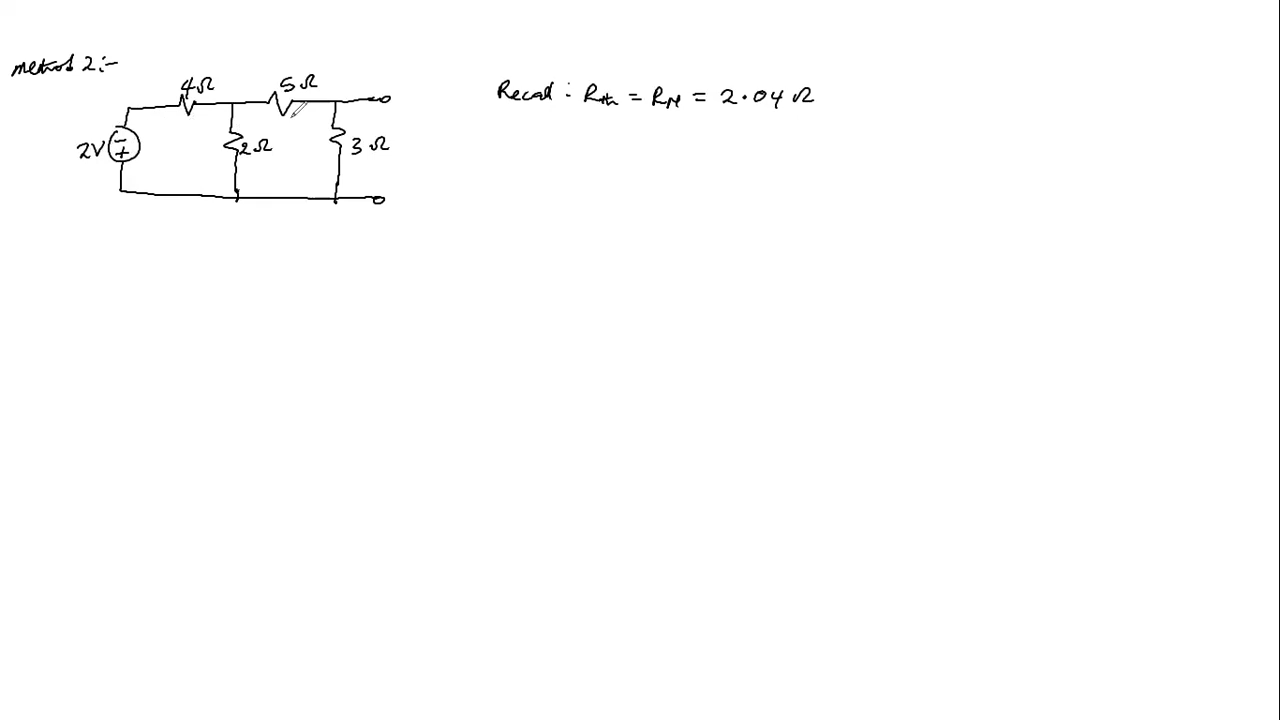 method 2:-
4Ω 5Ω
2V - + 2Ω 3Ω
Recall : Rth = RN = 2.04 Ω